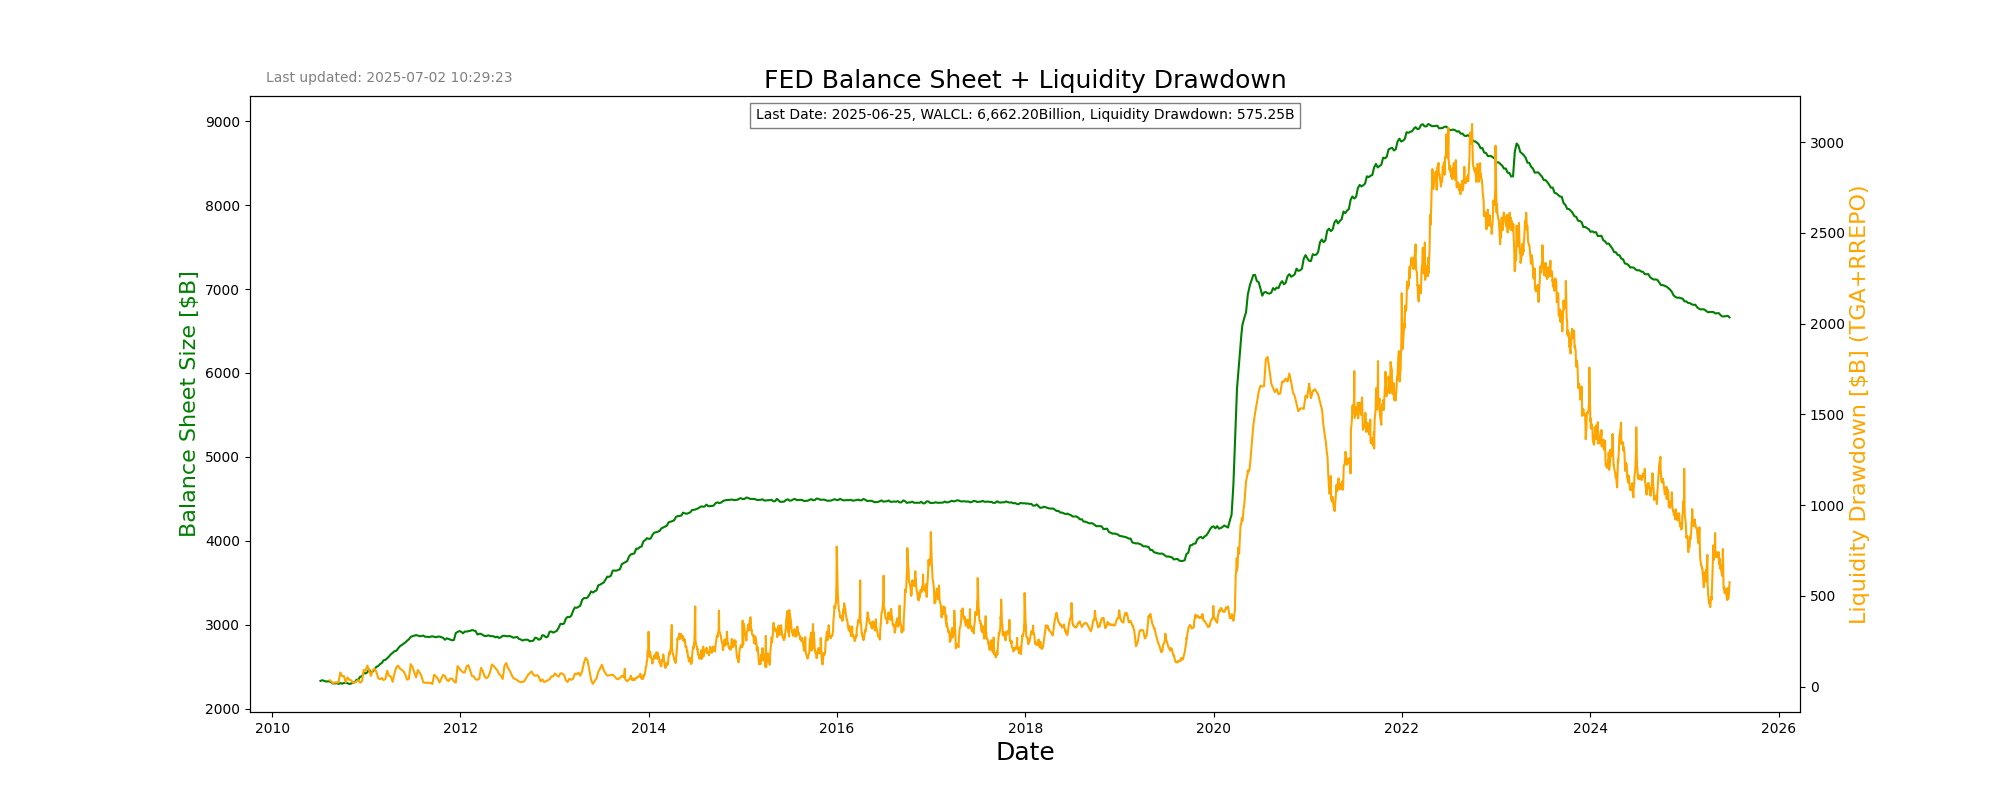 Last updated: 2025-07-02 10:29:23
FED Balance Sheet + Liquidity Drawdown
Last Date: 2025-06-25, WALCL: 6,662.20Billion, Liquidity Drawdown: 575.25B
Balance Sheet Size [$B]
9000
8000
7000
6000
5000
4000
3000
2000
3000
2500
2000
1500
1000
500
0
Liquidity Drawdown [$B] (TGA+RREPO)
2010 2012 2014 2016 2018 2020 2022 2024 2026
Date